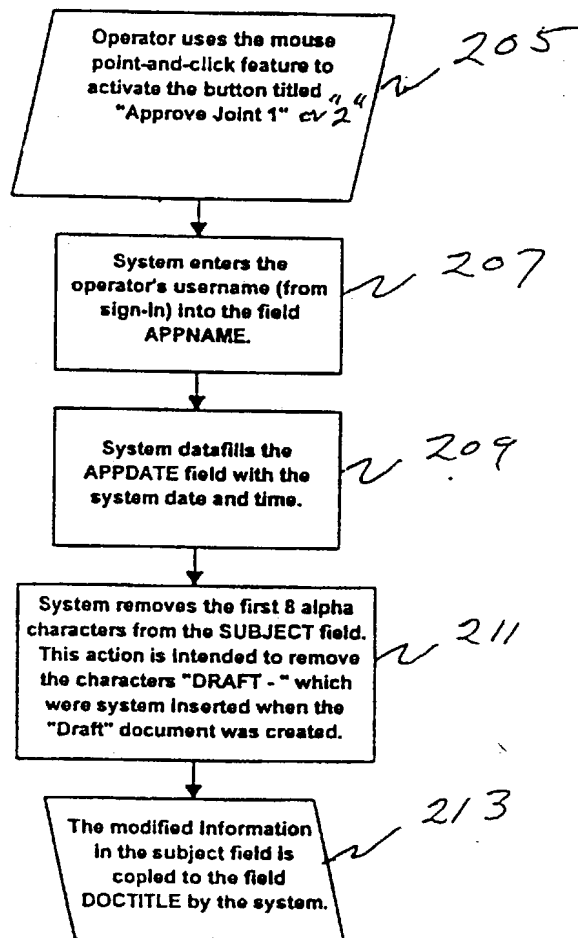 Operator uses the mouse
point-and-click feature to
activate the button titled
"Approve Joint 1" or "2"
205
System enters the
operator's username (from
sign-in) into the field
APPNAME.
207
System datafills the
APPDATE field with the
system date and time.
209
System removes the first 8 alpha
characters from the SUBJECT field.
This action is intended to remove
the characters "DRAFT - " which
were system inserted when the
"Draft" document was created.
211
The modified information
in the subject field is
copied to the field
DOCTITLE by the system.
213